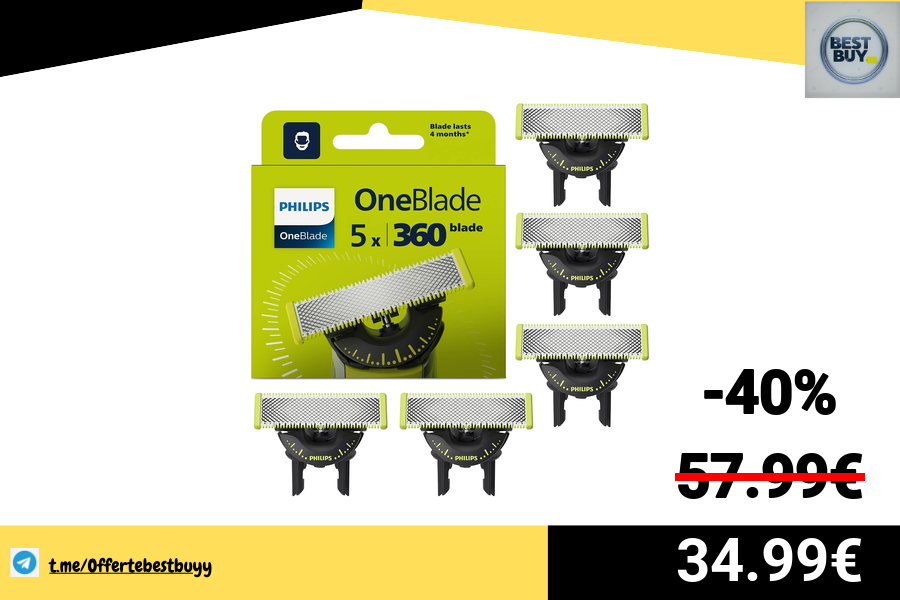 BEST
BUY
Blade lasts
4 months*
PHILIPS
OneBlade
OneBlade
5 x 360 blade
PHILIPS
PHILIPS
PHILIPS
PHILIPS
PHILIPS
-40%
57.99€
34.99€
t.me/Offertebestbuyy